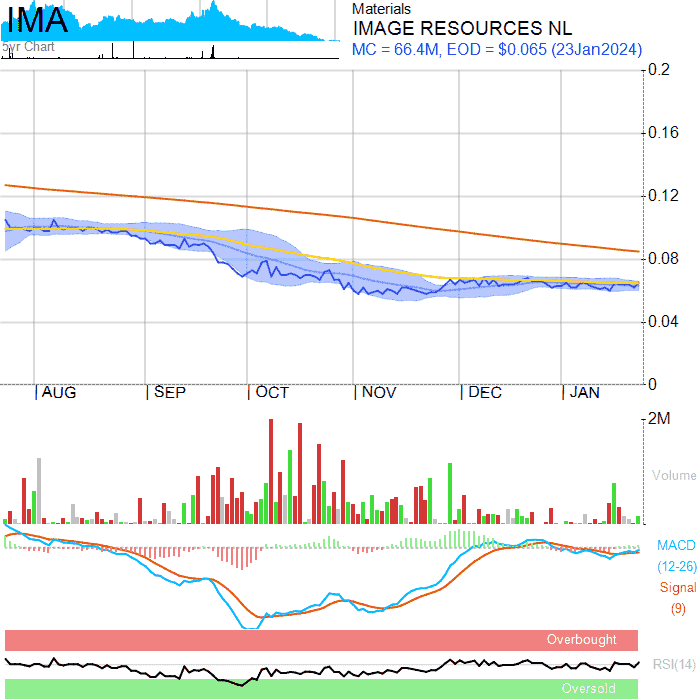 IMA
5yr Chart
Materials
IMAGE RESOURCES NL
MC = 66.4M, EOD = $0.065 (23Jan2024)
0.2
0.16
0.12
0.08
0.04
0
AUG SEP OCT NOV DEC JAN
2M
Volume
MACD
(12-26)
Signal
(9)
Overbought
RSI(14)
Oversold